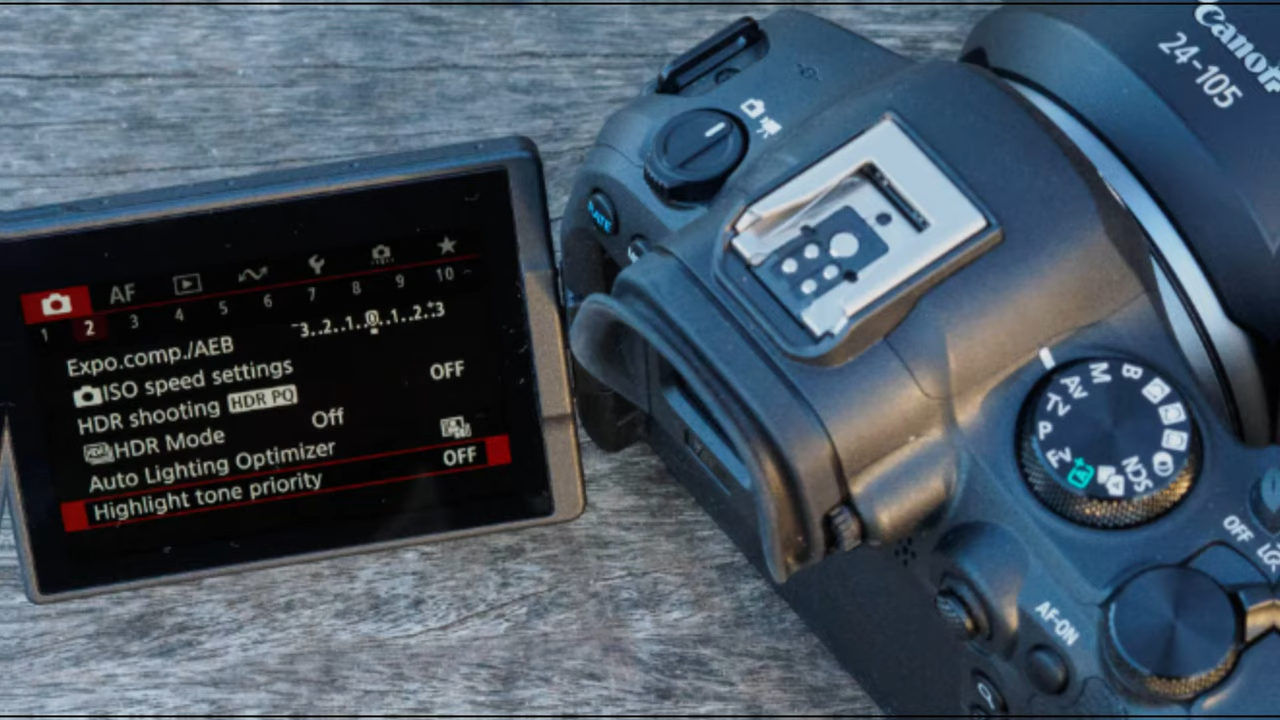 AF
1 2 3 4 5 6 7 8 9 10
Expo.comp./AEB -3..2..1..0..1..2..+3
ISO speed settings
HDR shooting HDR PQ OFF
HDR Mode Off
Auto Lighting Optimizer
Highlight tone priority OFF
RATE
Canon
24-105
B
M
Av
Tv
P
Fv
A+
SCN
OFF
AF-ON